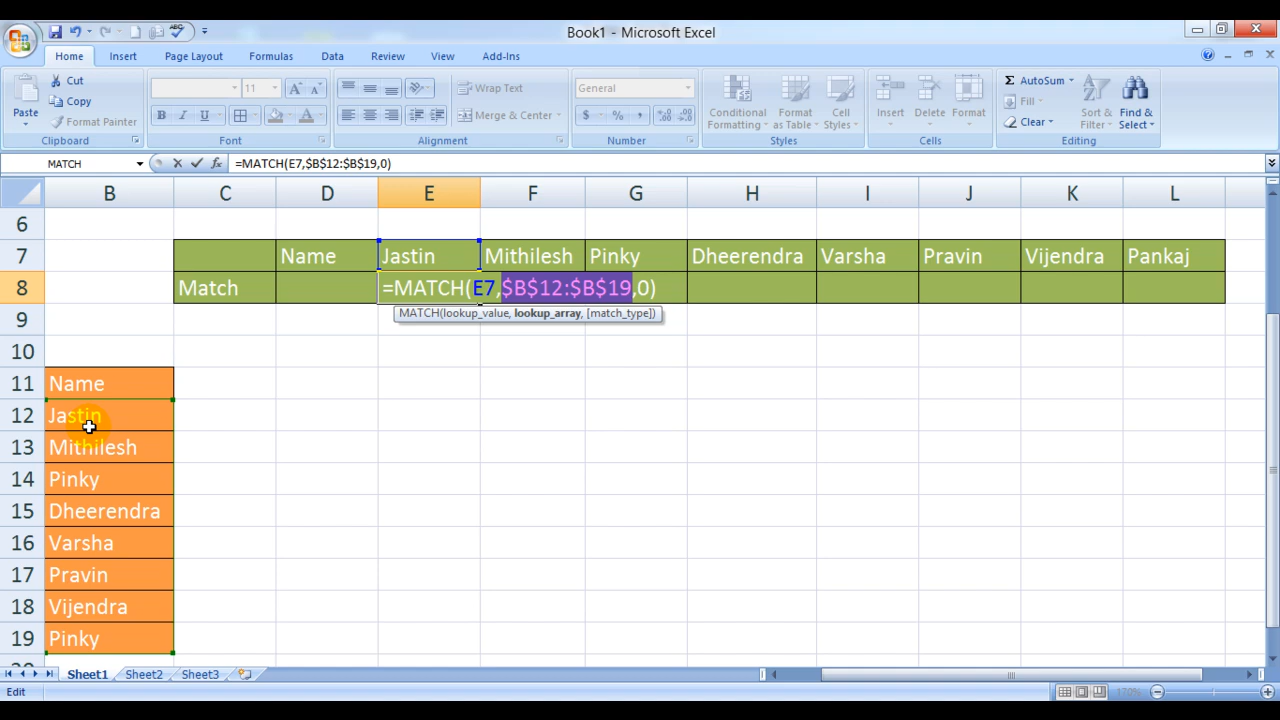 Book1 - Microsoft Excel
Home Insert Page Layout Formulas Data Review View Add-Ins
Cut
Copy
Format Painter
Paste
Clipboard
11
B I U
Font
Wrap Text
Merge & Center
Alignment
General
$ % ,
Number
Conditional Formatting
Format as Table
Cell Styles
Styles
Insert Delete Format
Cells
AutoSum
Fill
Clear
Sort & Filter
Find & Select
Editing
MATCH
=MATCH(E7,$B$12:$B$19,0)
B C D E F G H I J K L
6
7 Name Jastin Mithilesh Pinky Dheerendra Varsha Pravin Vijendra Pankaj
8 Match =MATCH(E7,$B$12:$B$19,0)
MATCH(lookup_value, lookup_array, [match_type])
9
10
11 Name
12 Jastin
13 Mithilesh
14 Pinky
15 Dheerendra
16 Varsha
17 Pravin
18 Vijendra
19 Pinky
Sheet1 Sheet2 Sheet3
Edit
170%